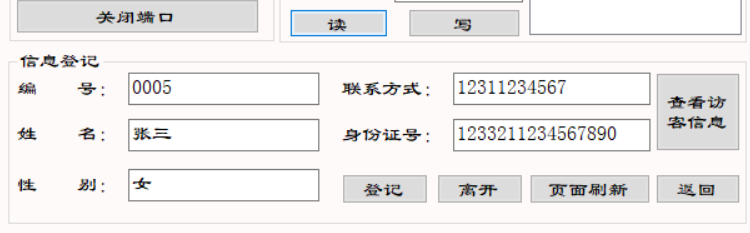 关闭端口
读 写
信息登记
编 号： 0005 联系方式： 12311234567
查看访
客信息
姓 名： 张三 身份证号： 1233211234567890
性 别： 女 登记 离开 页面刷新 返回